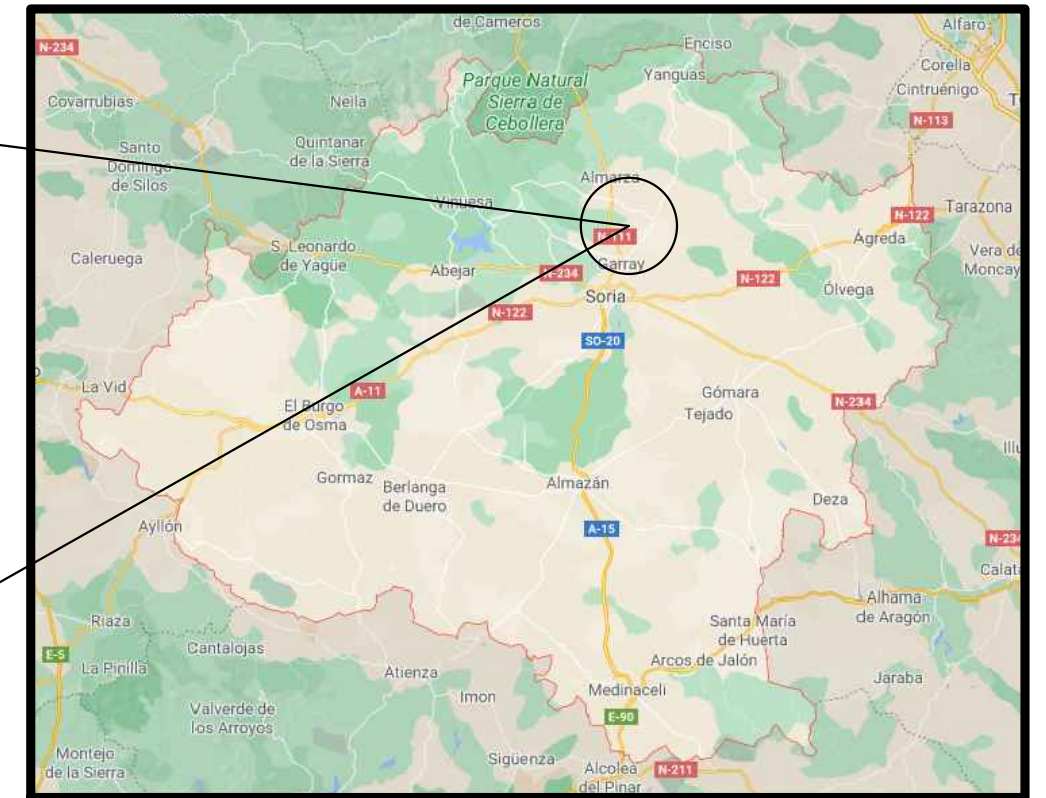 de Cameros
Alfaro
N-234
Enciso
Corella
Yanguas
Parque Natural
Sierra de
Cebollera
Cintruénigo
Covarrubias
Neila
N-113
Santo
Domingo
de Silos
Quintanar
de la Sierra
Almarza
Vinuesa
Tarazona
N-122
N-111
Ágreda
S. Leonardo
de Yagüe
Caleruega
Vera de
Moncay
Garray
Abejar
N-234
N-122
Ólvega
Soria
N-122
SO-20
La Vid
A-11
Gómara
N-234
El Burgo
de Osma
Tejado
Illu
Gormaz
Berlanga
de Duero
Almazán
Deza
Ayllón
A-15
N-234
Calat
Alhama
de Aragón
Riaza
Santa María
de Huerta
Cantalojas
E-5
La Pinilla
Arcos de Jalón
Atienza
Jaraba
Imon
Medinaceli
Valverde de
los Arroyos
E-90
Montejo
de la Sierra
Sigüenza
Alcolea
del Pinar
N-211